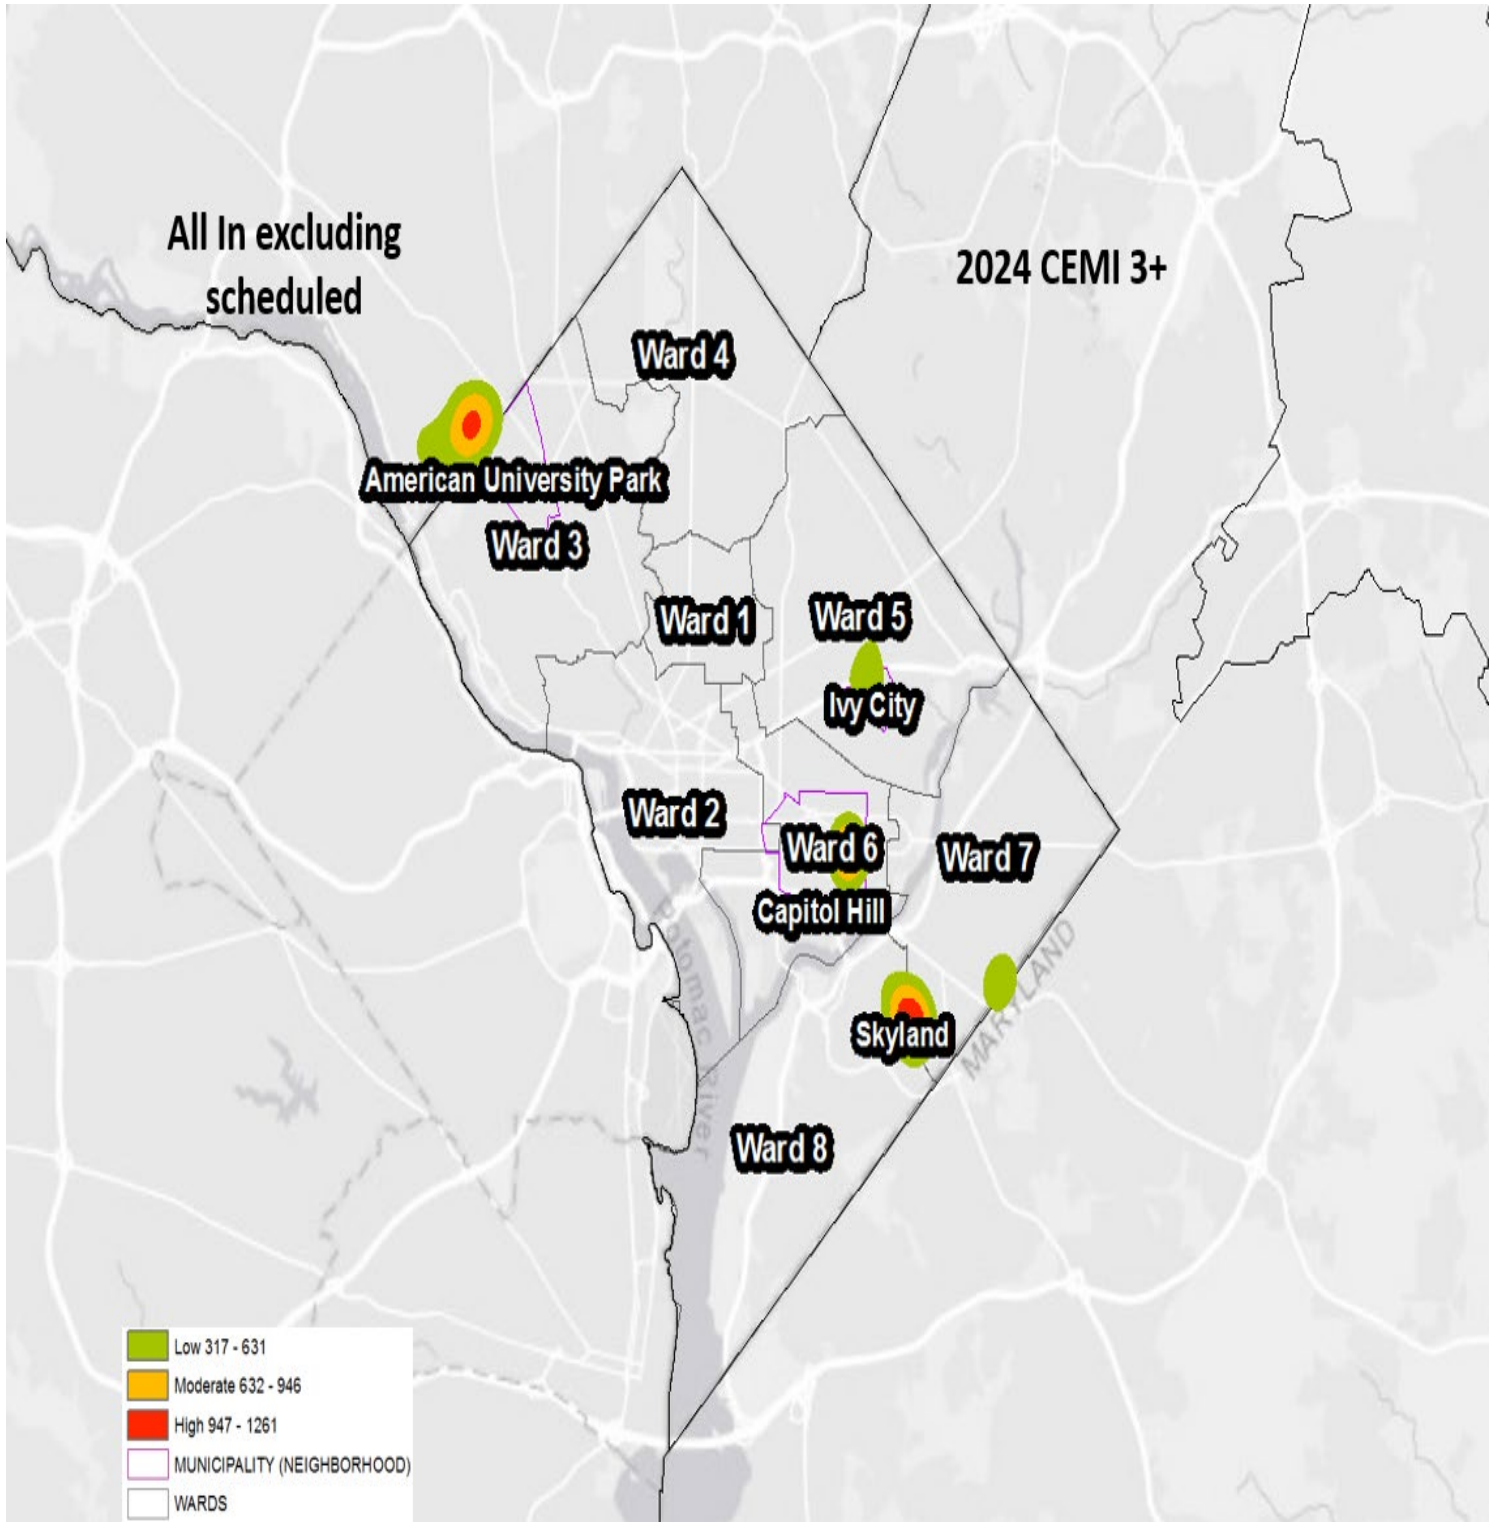 All In excluding
scheduled
2024 CEMI 3+
Ward 4
American University Park
Ward 3
Ward 1
Ward 5
Ivy City
Ward 2
Ward 6
Ward 7
Capitol Hill
Potomac River
MARYLAND
Skyland
Ward 8
Low 317 - 631
Moderate 632 - 946
High 947 - 1261
MUNICIPALITY (NEIGHBORHOOD)
WARDS